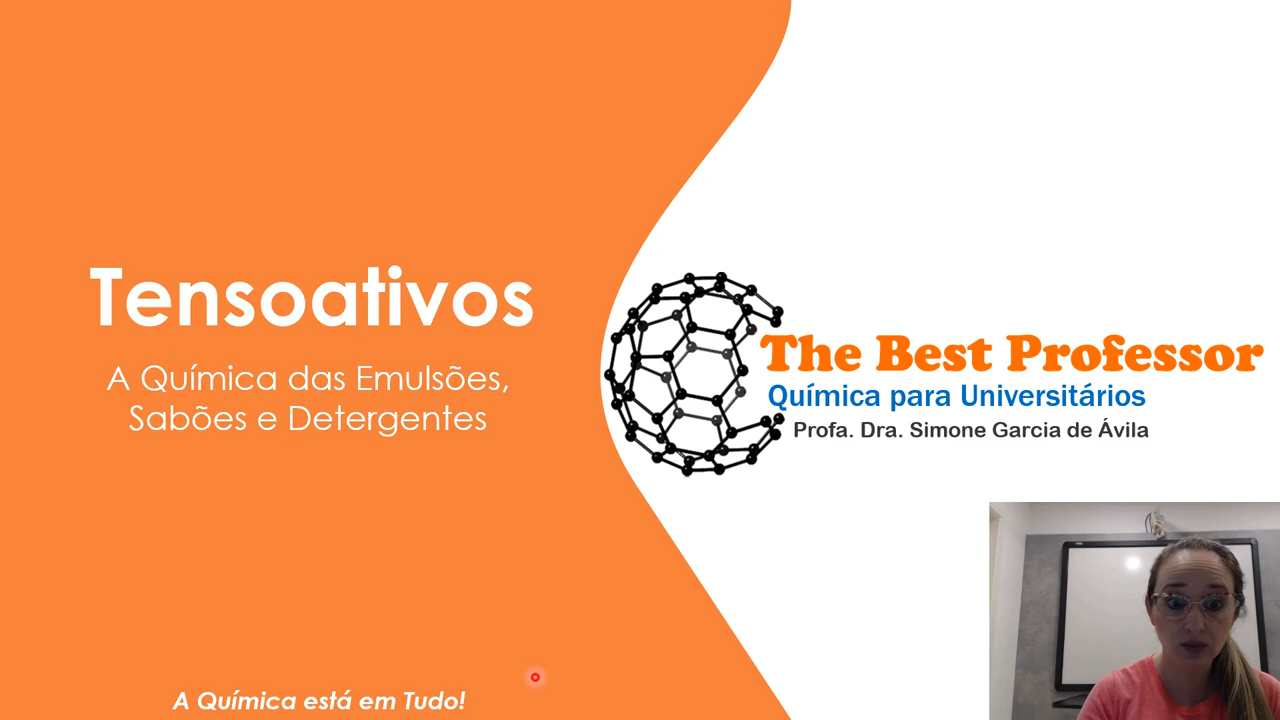 Tensoativos
A Química das Emulsões,
Sabões e Detergentes
The Best Professor
Química para Universitários
Profa. Dra. Simone Garcia de Ávila
A Química está em Tudo!